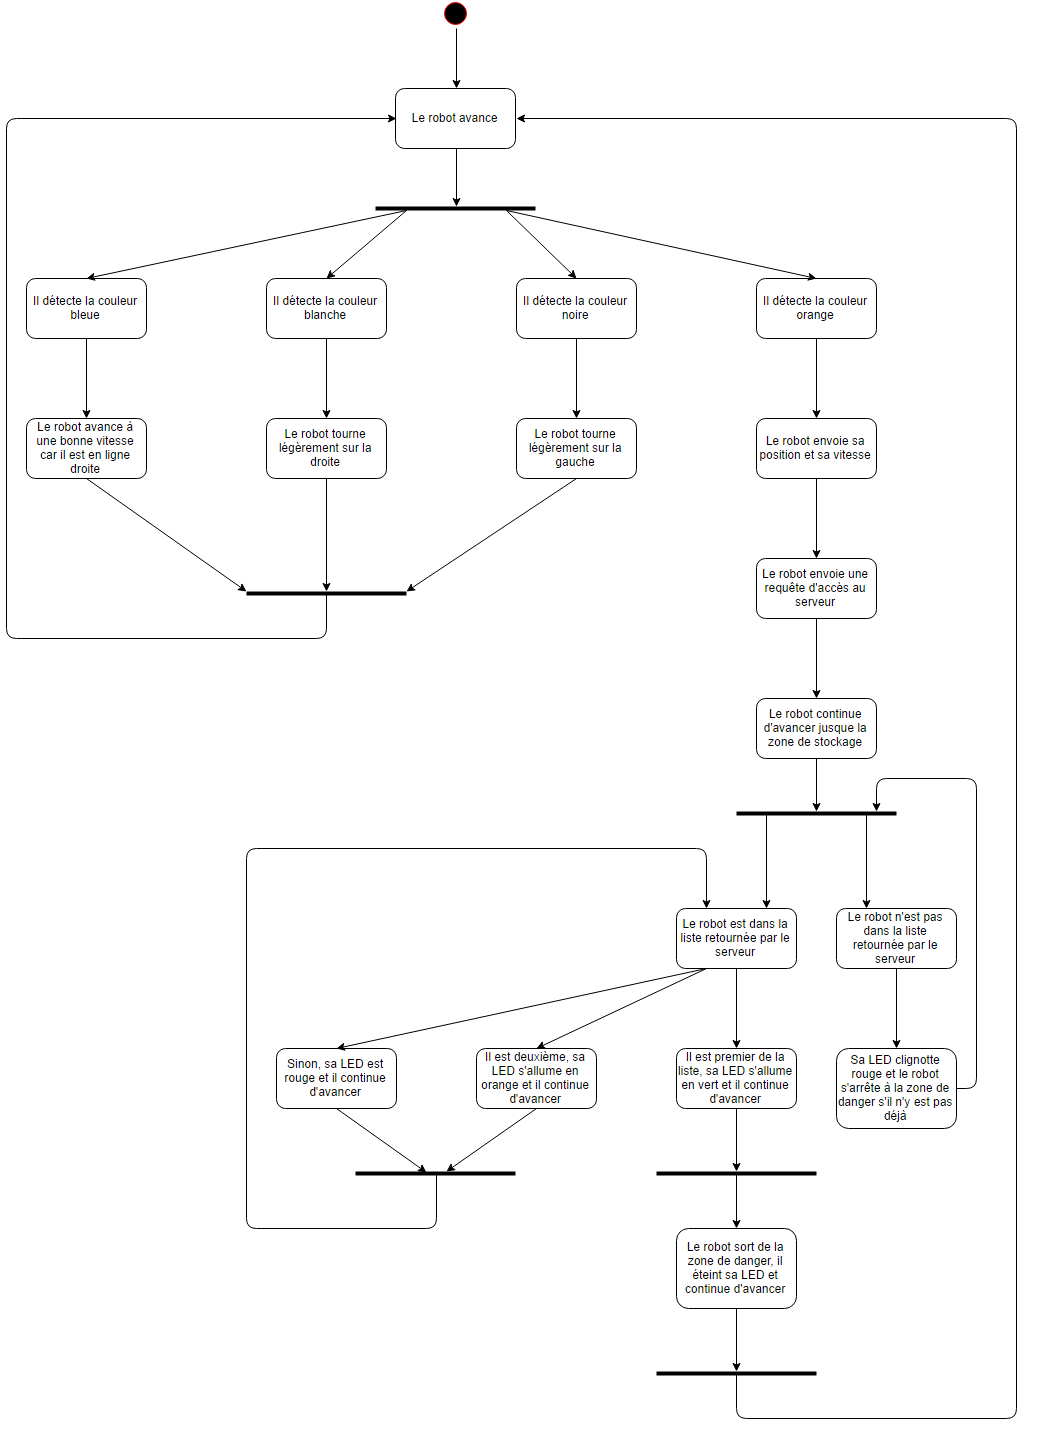 Le robot avance
Il détecte la couleur
bleue
Il détecte la couleur
blanche
Il détecte la couleur
noire
Il détecte la couleur
orange
Le robot avance à
une bonne vitesse
car il est en ligne
droite
Le robot tourne
légèrement sur la
droite
Le robot tourne
légèrement sur la
gauche
Le robot envoie sa
position et sa vitesse
Le robot envoie une
requête d'accès au
serveur
Le robot continue
d'avancer jusque la
zone de stockage
Le robot est dans la
liste retournée par le
serveur
Le robot n'est pas
dans la liste
retournée par le
serveur
Sinon, sa LED est
rouge et il continue
d'avancer
Il est deuxième, sa
LED s'allume en
orange et il continue
d'avancer
Il est premier de la
liste, sa LED s'allume
en vert et il continue
d'avancer
Sa LED clignotte
rouge et le robot
s'arrête à la zone de
danger s'il n'y est pas
déjà
Le robot sort de la
zone de danger, il
éteint sa LED et
continue d'avancer